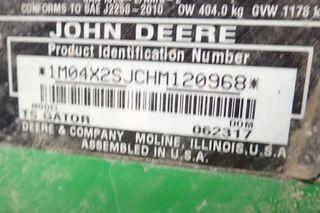 CONFORMS TO SAE J2258-2010 / OW 404,0 kg GVW 1178 k
JOHN DEERE
Product Identification Number
*1M04X2SJCHM120968*
MODEL
TS GATOR
DOM
062317
DEERE & COMPANY MOLINE, ILLINOIS, U.S.A
ASSEMBLED IN U.S.A.